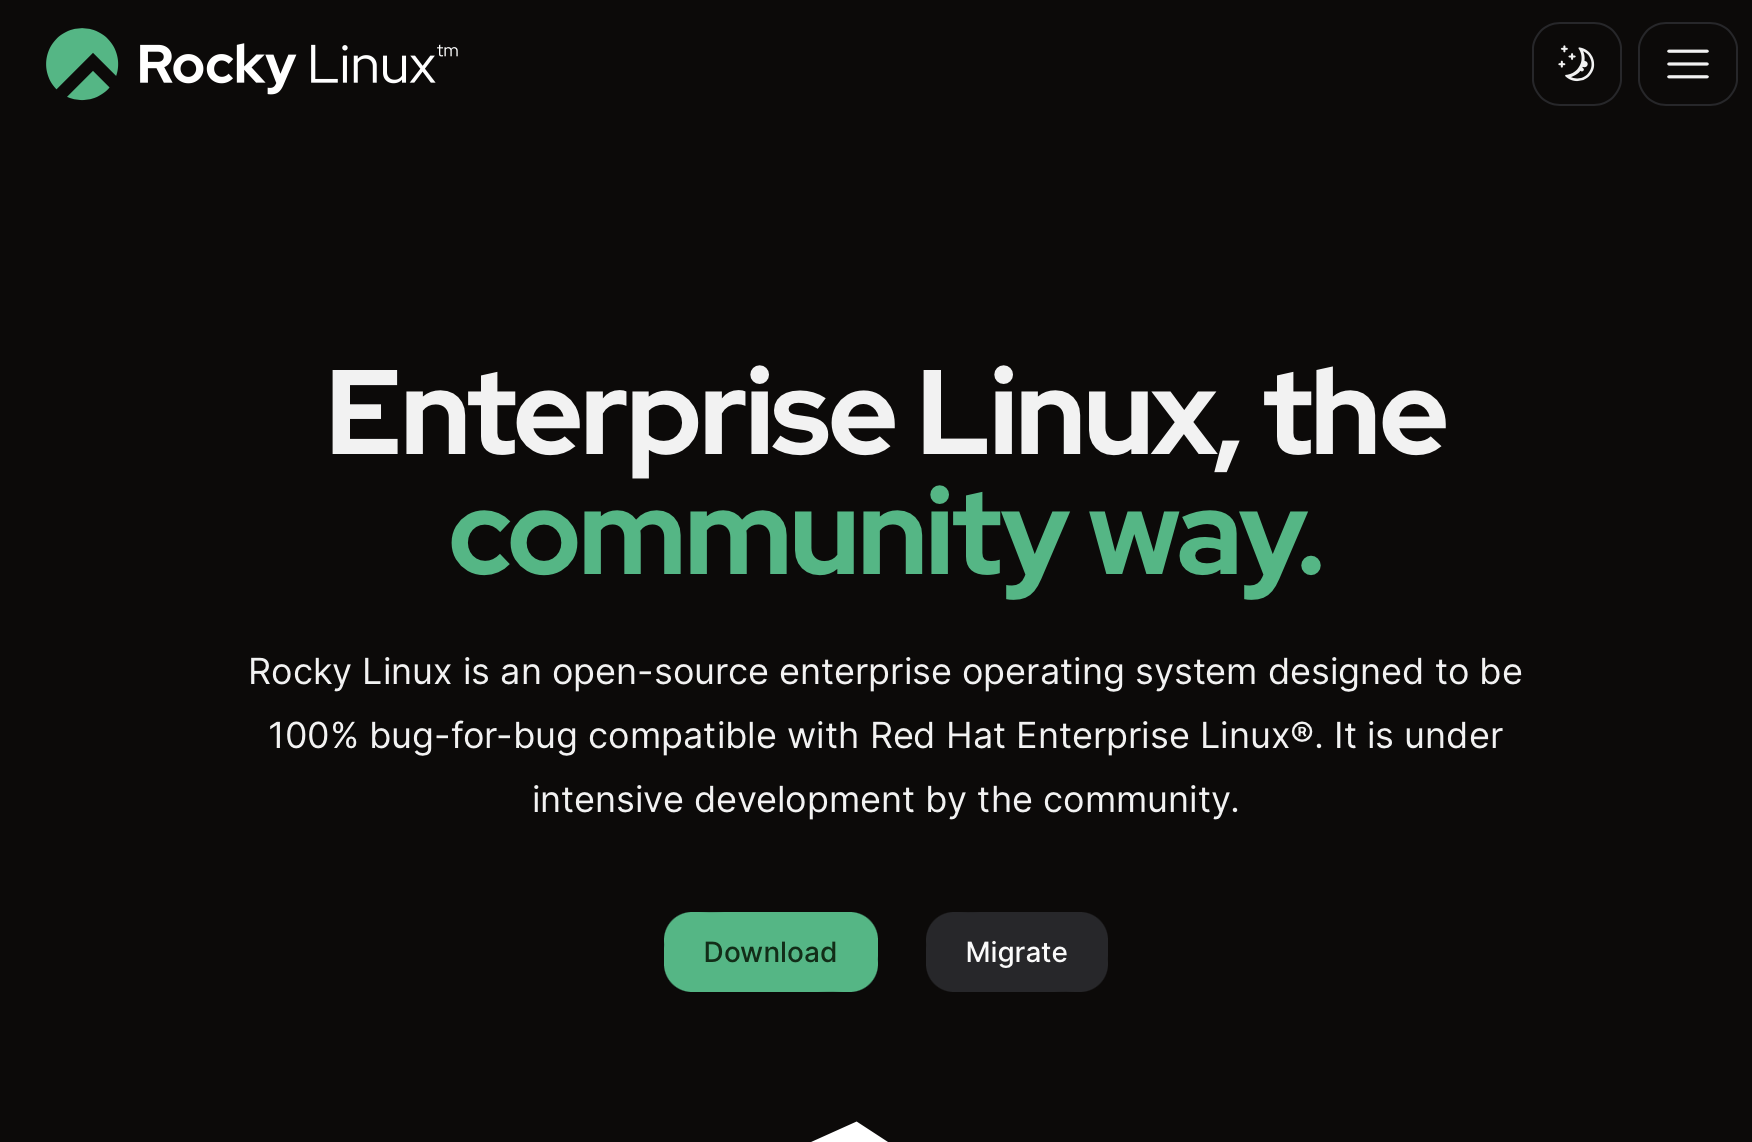 Rocky Linux™
Enterprise Linux, the
community way.
Rocky Linux is an open-source enterprise operating system designed to be
100% bug-for-bug compatible with Red Hat Enterprise Linux®. It is under
intensive development by the community.
Download
Migrate